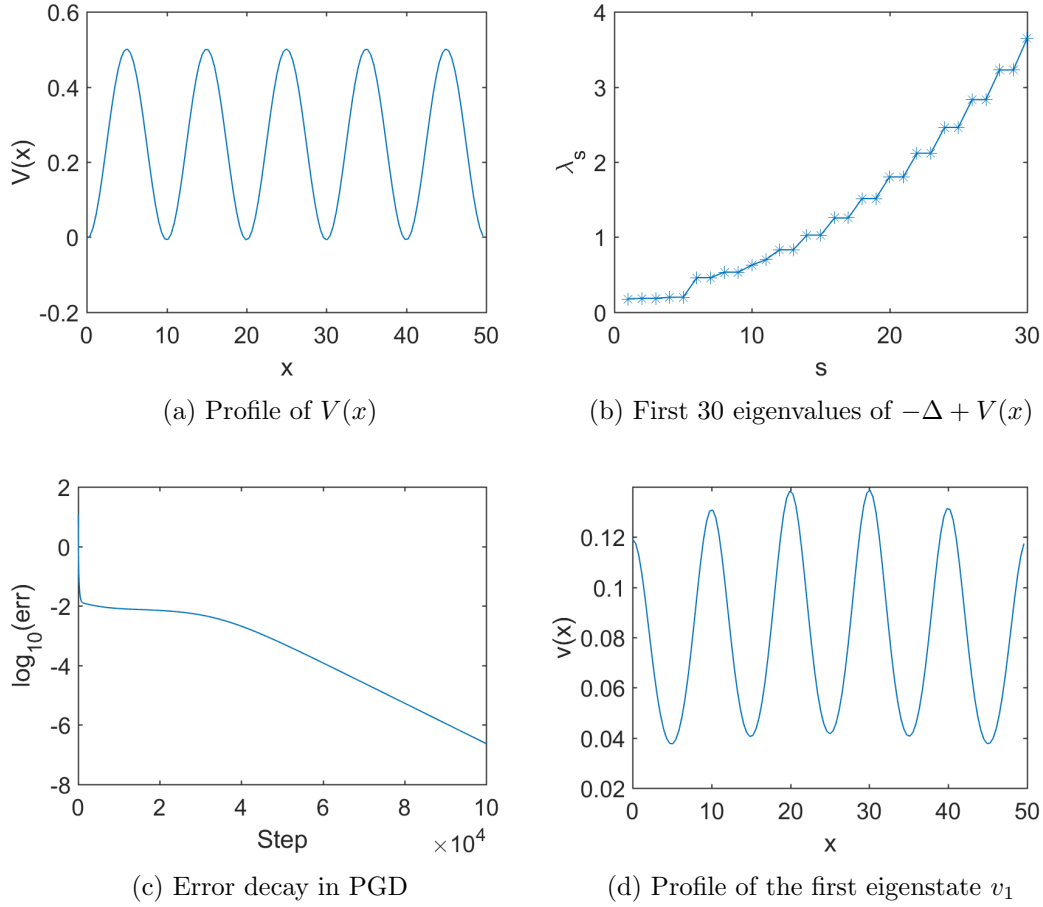 0.6
0.4
0.2
0
-0.2
V(x)
0 10 20 30 40 50
x
(a) Profile of V(x)
4
3
2
1
0
λ_s
0 10 20 30
s
(b) First 30 eigenvalues of −Δ + V(x)
2
0
-2
-4
-6
-8
log₁₀(err)
0 2 4 6 8 10
Step ×10⁴
(c) Error decay in PGD
0.12
0.1
0.08
0.06
0.04
0.02
v(x)
0 10 20 30 40 50
x
(d) Profile of the first eigenstate v₁